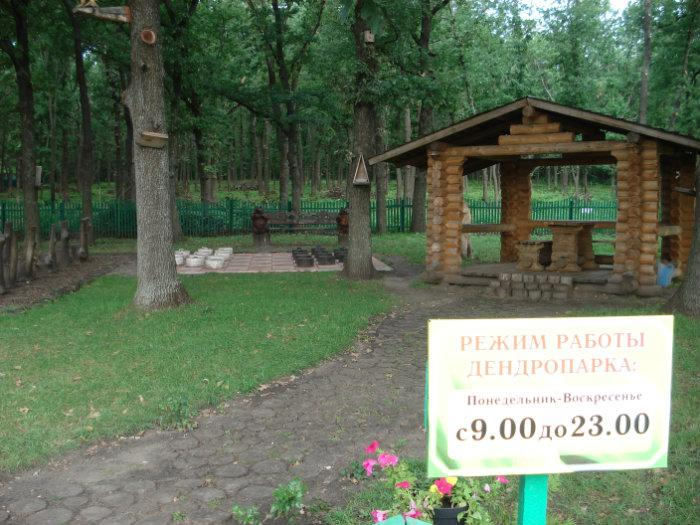 РЕЖИМ РАБОТЫ
ДЕНДРОПАРКА:
Понедельник-Воскресенье
с 9.00 до 23.00